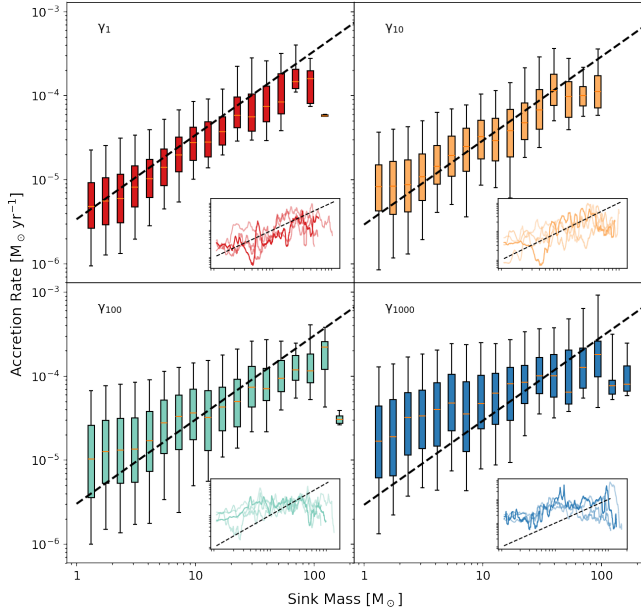 γ₁
γ₁₀
10⁻³
10⁻⁴
10⁻⁵
10⁻⁶
Accretion Rate [M⊙ yr⁻¹]
γ₁₀₀
γ₁₀₀₀
10⁻³
10⁻⁴
10⁻⁵
10⁻⁶
1 10 100 1 10 100
Sink Mass [M⊙]